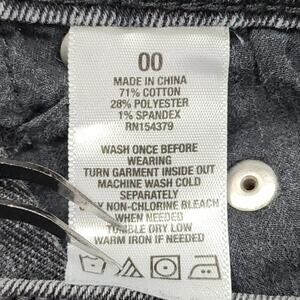 00
MADE IN CHINA
71% COTTON
28% POLYESTER
1% SPANDEX
RN154379
WASH ONCE BEFORE
WEARING
TURN GARMENT INSIDE OUT
MACHINE WASH COLD
SEPARATELY
NON-CHLORINE BLEACH
WHEN NEEDED
TUMBLE DRY LOW
WARM IRON IF NEEDED